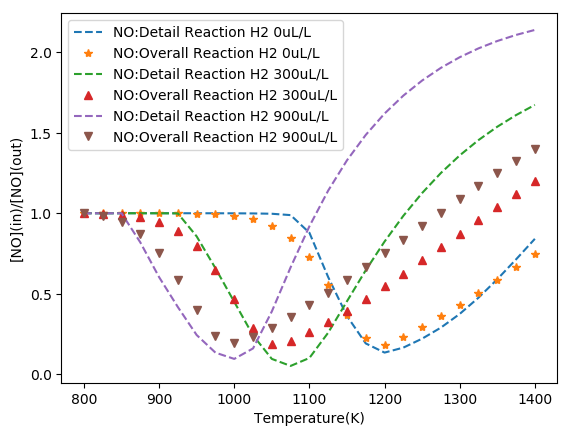 NO:Detail Reaction H2 0uL/L
NO:Overall Reaction H2 0uL/L
NO:Detail Reaction H2 300uL/L
NO:Overall Reaction H2 300uL/L
NO:Detail Reaction H2 900uL/L
NO:Overall Reaction H2 900uL/L
[NO](in)/[NO](out)
2.0
1.5
1.0
0.5
0.0
800 900 1000 1100 1200 1300 1400
Temperature(K)